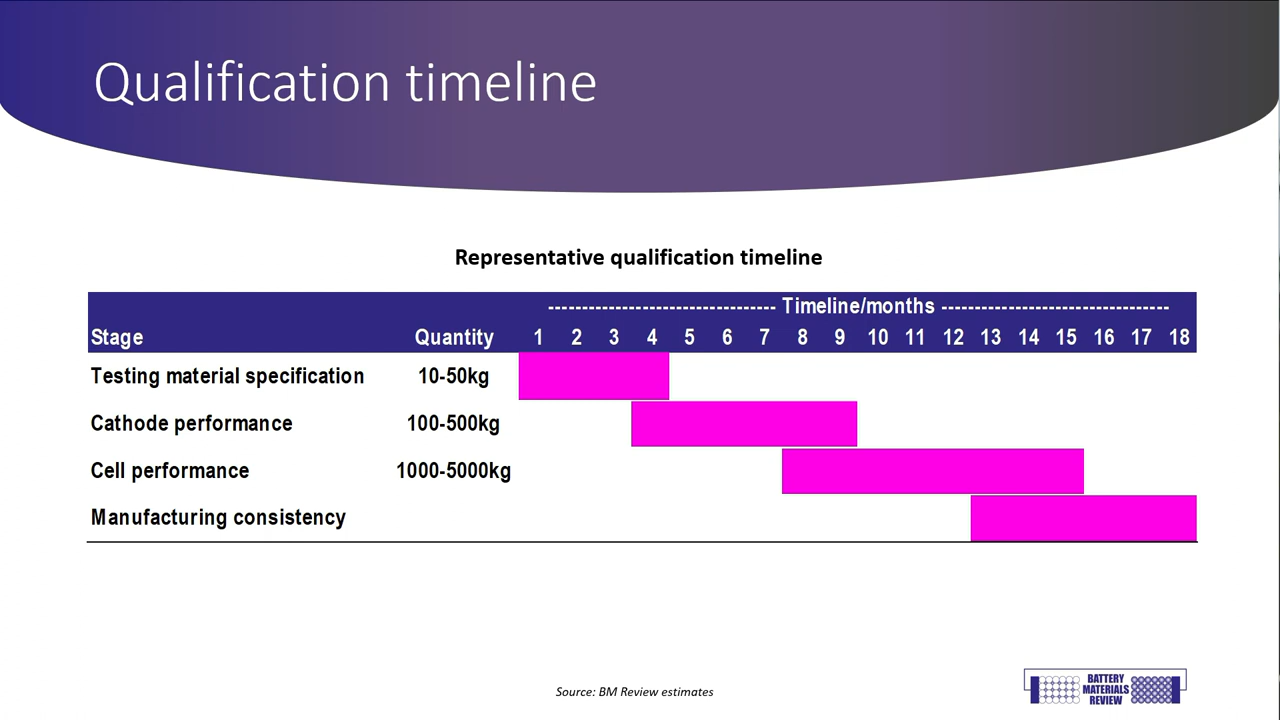 Qualification timeline
Representative qualification timeline
---------------------------------- Timeline/months ----------------------------------
Stage Quantity 1 2 3 4 5 6 7 8 9 10 11 12 13 14 15 16 17 18
Testing material specification 10-50kg
Cathode performance 100-500kg
Cell performance 1000-5000kg
Manufacturing consistency
Source: BM Review estimates
BATTERY
MATERIALS
REVIEW